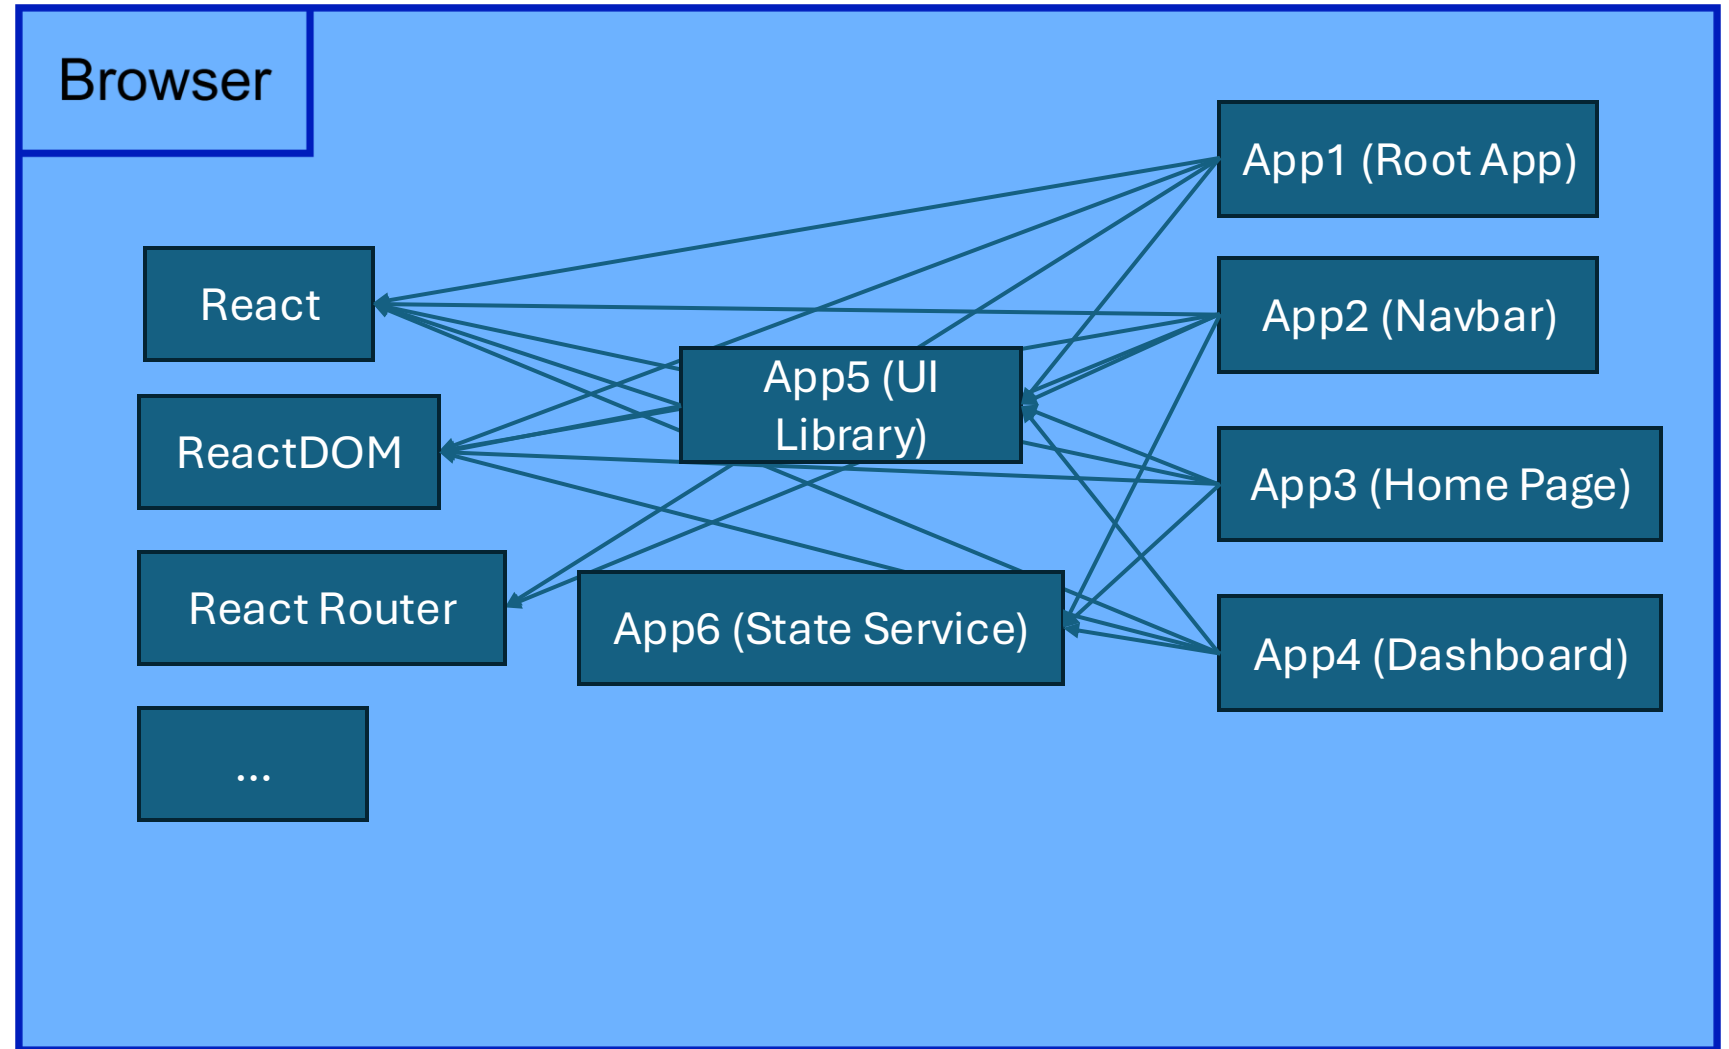 Browser
App1 (Root App)
React
App2 (Navbar)
App5 (UI
Library)
ReactDOM
App3 (Home Page)
React Router
App6 (State Service)
App4 (Dashboard)
...